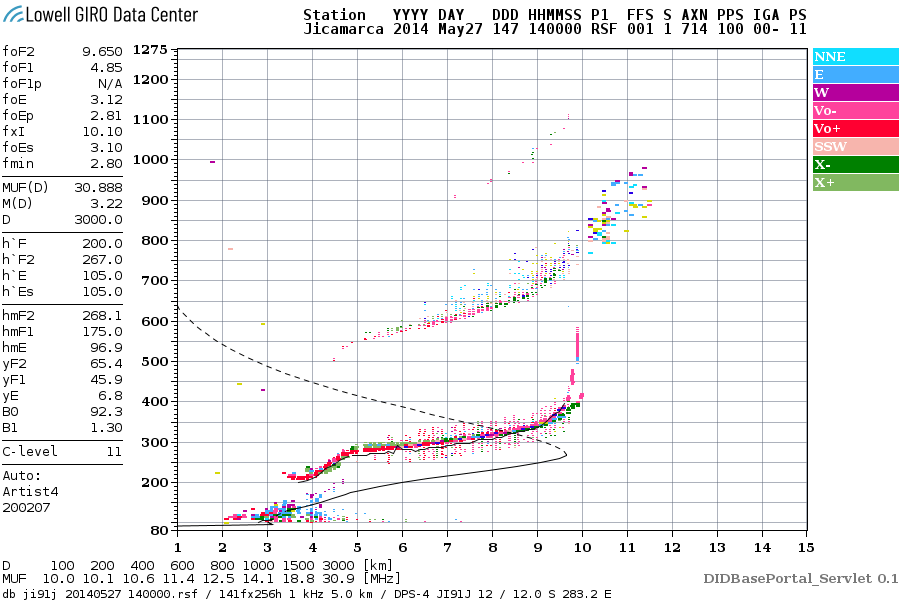 Lowell GIRO Data Center
Station YYYY DAY DDD HHMMSS P1 FFS S AXN PPS IGA PS
Jicamarca 2014 May27 147 140000 RSF 001 1 714 100 00- 11
foF2 9.650
foF1 4.85
foF1p N/A
foE 3.12
foEp 2.81
fxI 10.10
foEs 3.10
fmin 2.80
MUF(D) 30.888
M(D) 3.22
D 3000.0
h`F 200.0
h`F2 267.0
h`E 105.0
h`Es 105.0
hmF2 268.1
hmF1 175.0
hmE 96.9
yF2 65.4
yF1 45.9
yE 6.8
B0 92.3
B1 1.30
C-level 11
Auto:
Artist4
200207
1275
1200
1100
1000
900
800
700
600
500
400
300
200
80
1 2 3 4 5 6 7 8 9 10 11 12 13 14 15
NNE
E
W
Vo-
Vo+
SSW
X-
X+
D 100 200 400 600 800 1000 1500 3000 [km]
MUF 10.0 10.1 10.6 11.4 12.5 14.1 18.8 30.9 [MHz]
DIDBasePortal_Servlet 0.1
db ji91j 20140527 140000.rsf / 141fx256h 1 kHz 5.0 km / DPS-4 JI91J 12 / 12.0 S 283.2 E